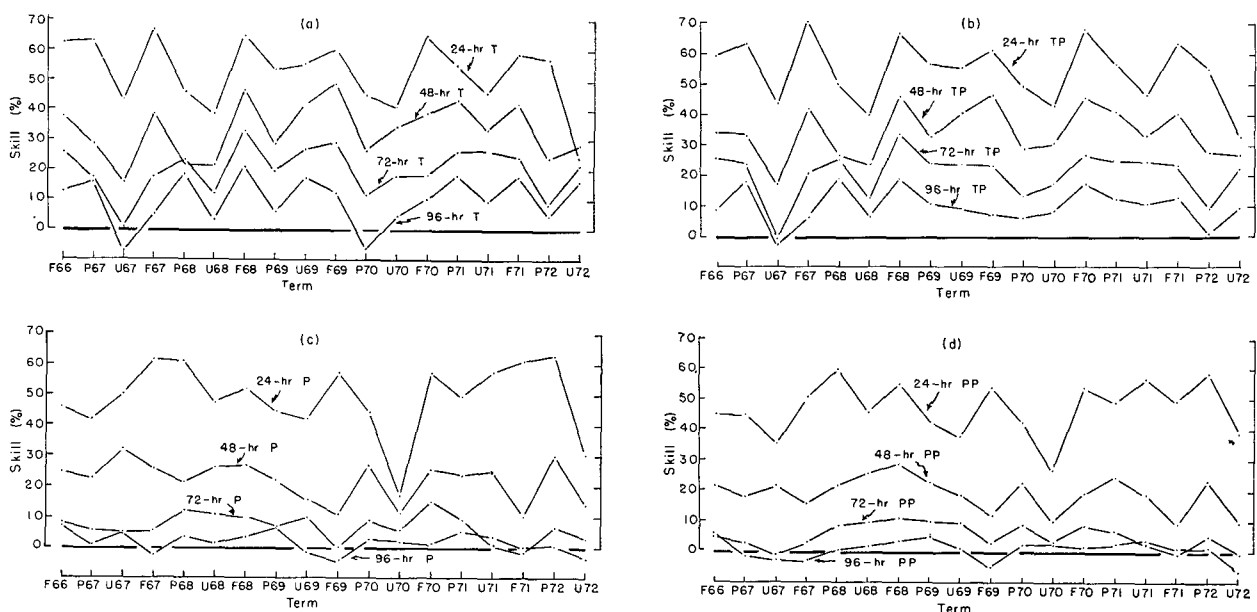 (a)
70
60
50
40
30
20
10
0
Skill (%)
24-hr T
48-hr T
72-hr T
96-hr T
F66 P67 U67 F67 P68 U68 F68 P69 U69 F69 P70 U70 F70 P71 U71 F71 P72 U72
Term
(b)
70
60
50
40
30
20
10
0
Skill (%)
24-hr TP
48-hr TP
72-hr TP
96-hr TP
F66 P67 U67 F67 P68 U68 F68 P69 U69 F69 P70 U70 F70 P71 U71 F71 P72 U72
Term
(c)
70
60
50
40
30
20
10
0
Skill (%)
24-hr P
48-hr P
72-hr P
96-hr P
F66 P67 U67 F67 P68 U68 F68 P69 U69 F69 P70 U70 F70 P71 U71 F71 P72 U72
Term
(d)
70
60
50
40
30
20
10
0
Skill (%)
24-hr PP
48-hr PP
72-hr PP
96-hr PP
F66 P67 U67 F67 P68 U68 F68 P69 U69 F69 P70 U70 F70 P71 U71 F71 P72 U72
Term